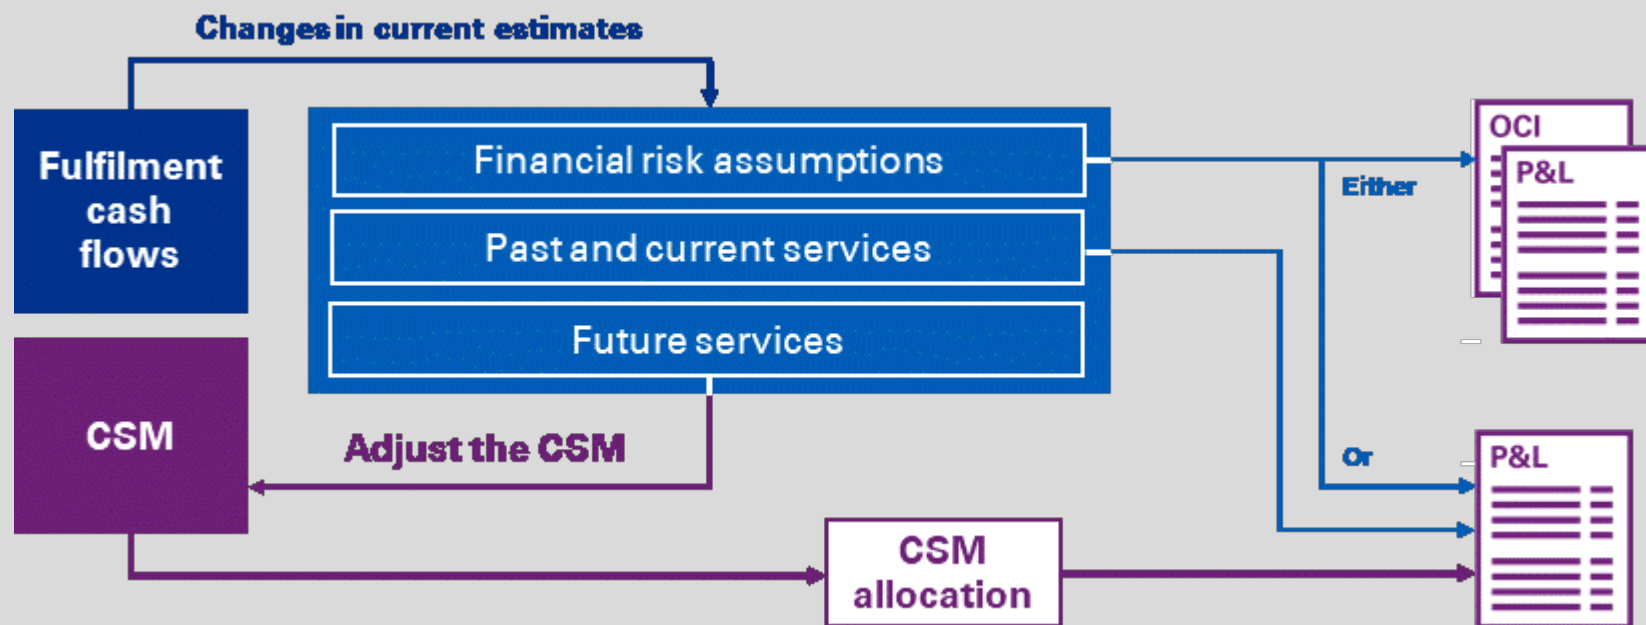 Changes in current estimates
Fulfilment
cash
flows
Financial risk assumptions
Past and current services
Future services
Either
OCI
P&L
CSM
Adjust the CSM
Or
P&L
CSM
allocation